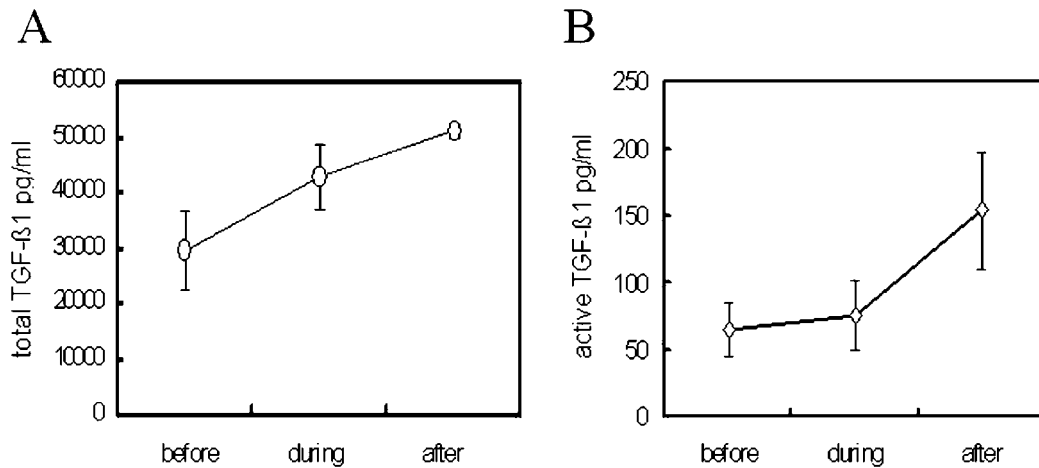 A
total TGF-ß1 pg/ml
60000
50000
40000
30000
20000
10000
0
before during after
B
active TGF-ß1 pg/ml
250
200
150
100
50
0
before during after